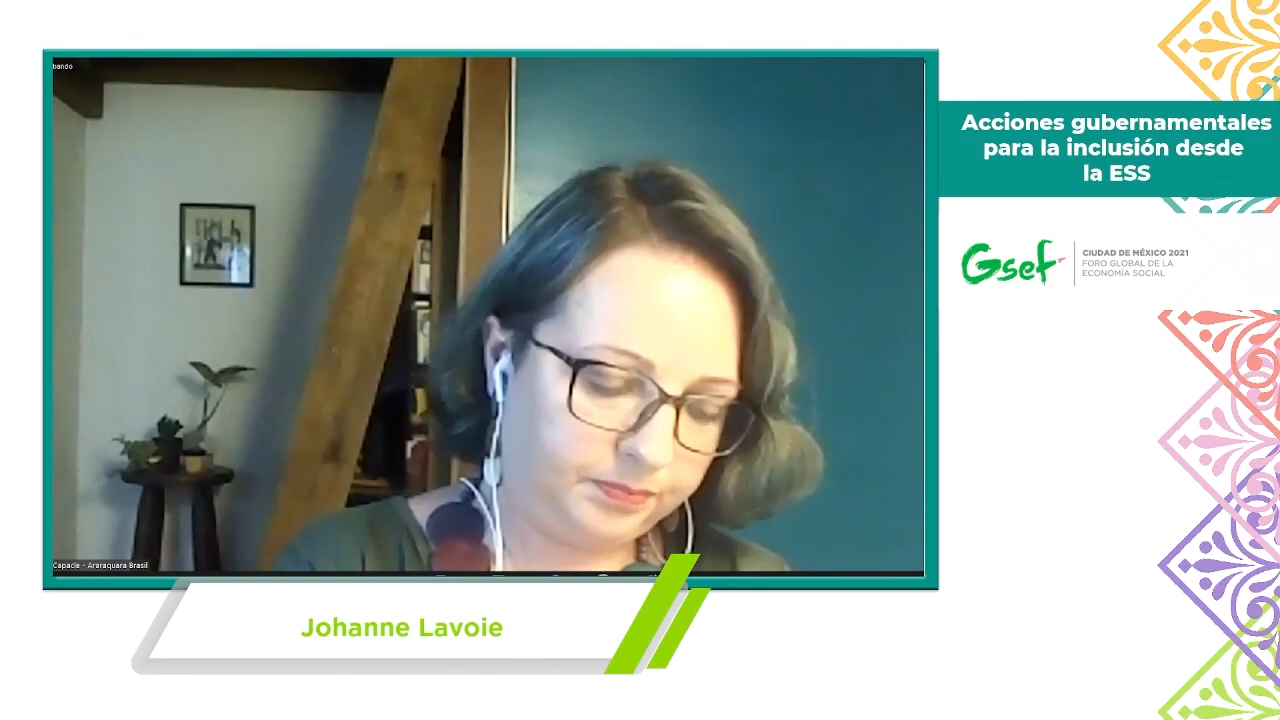 bando
Acciones gubernamentales
para la inclusión desde
la ESS
Gsef
CIUDAD DE MÉXICO 2021
FORO GLOBAL DE LA
ECONOMÍA SOCIAL
Capacle - Araraquara Brasil
Johanne Lavoie